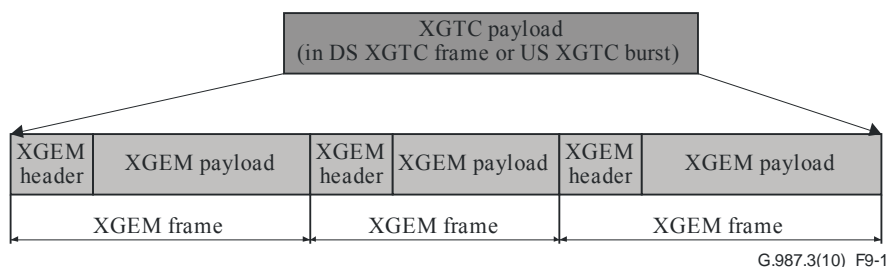 XGTC payload
(in DS XGTC frame or US XGTC burst)
XGEM header
XGEM payload
XGEM header
XGEM payload
XGEM header
XGEM payload
XGEM frame
XGEM frame
XGEM frame
G.987.3(10)_F9-1